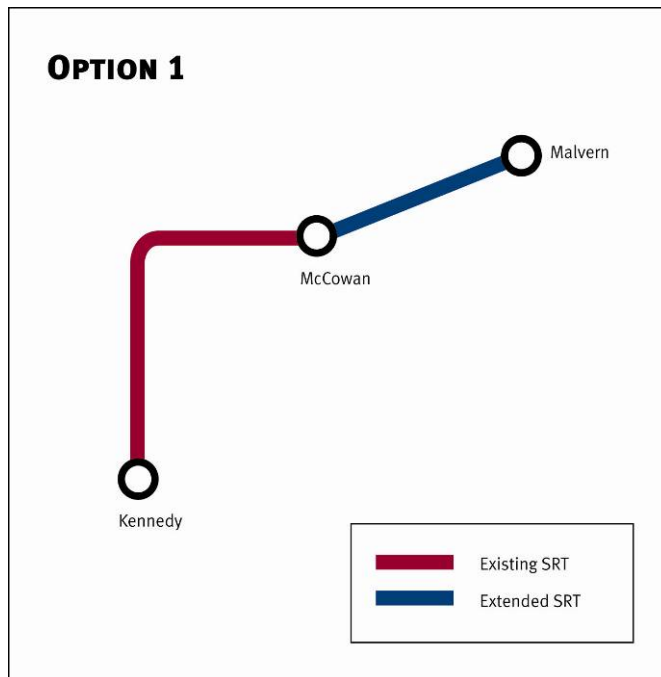 OPTION 1
Malvern
McCowan
Kennedy
Existing SRT
Extended SRT